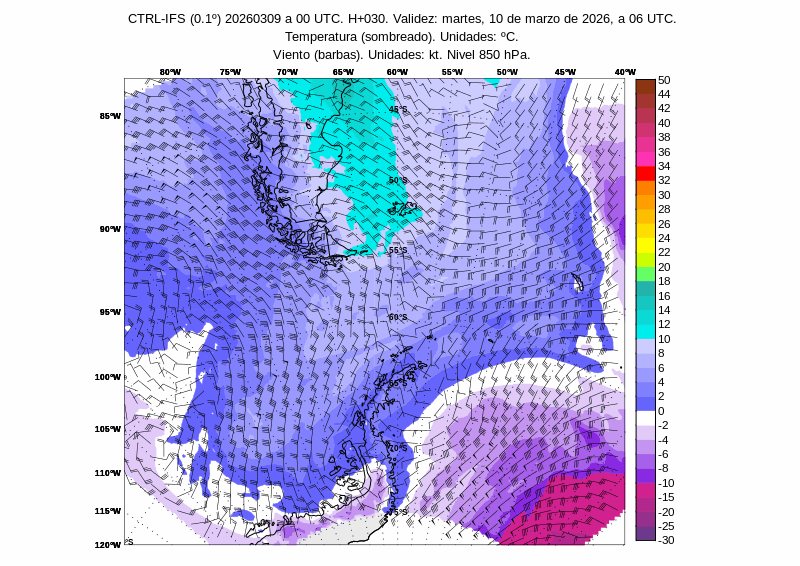 CTRL-IFS (0.1º) 20260309 a 00 UTC. H+030. Validez: martes, 10 de marzo de 2026, a 06 UTC.
Temperatura (sombreado). Unidades: ºC.
Viento (barbas). Unidades: kt. Nivel 850 hPa.
80°W 75°W 70°W 65°W 60°W 55°W 50°W 45°W 40°W
50
44
45°S
85°W
42
40
38
36
34
50°S
32
30
28
90°W
26
24
55°S
22
20
18
16
95°W
60°S
14
12
10
8
6
100°W
65°S
4
2
0
105°W
-2
-4
70°S
-6
110°W
-8
-10
-15
115°W
75°S
-20
-25
-30
120°W
°S